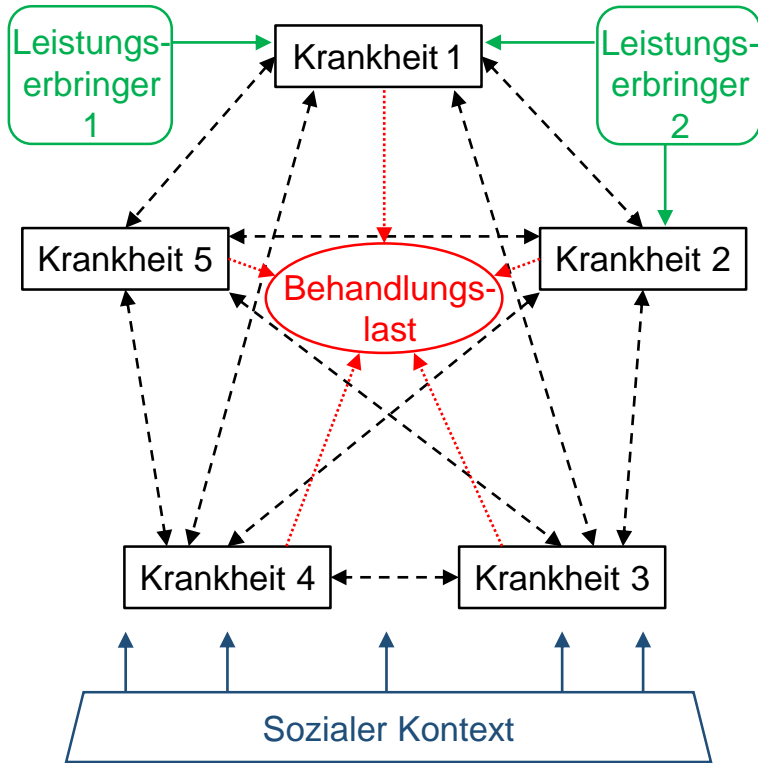 Leistungs-
erbringer
1
Krankheit 1
Leistungs-
erbringer
2
Krankheit 5
Behandlungs-
last
Krankheit 2
Krankheit 4
Krankheit 3
Sozialer Kontext